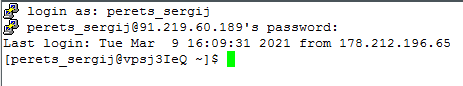 login as: perets_sergij
perets_sergij@91.219.60.189's password:
Last login: Tue Mar  9 16:09:31 2021 from 178.212.196.65
[perets_sergij@vpsj3IeQ ~]$